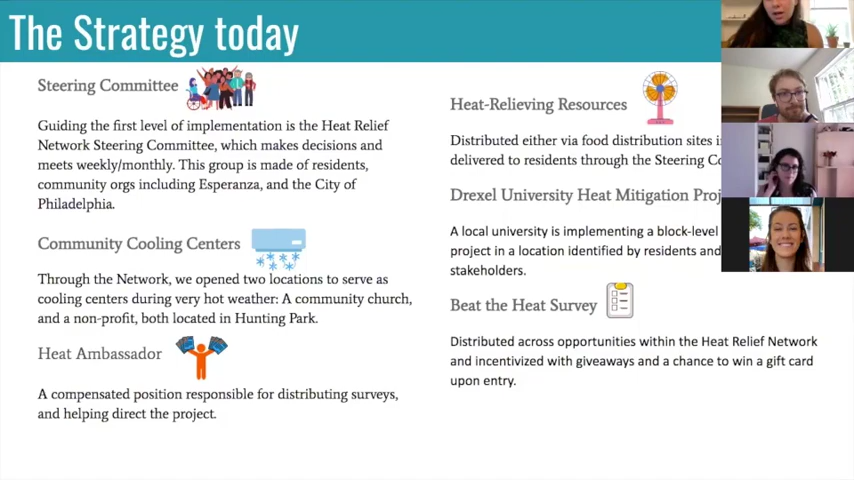 The Strategy today
Steering Committee
Guiding the first level of implementation is the Heat Relief
Network Steering Committee, which makes decisions and
meets weekly/monthly. This group is made of residents,
community orgs including Esperanza, and the City of
Philadelphia.
Community Cooling Centers
Through the Network, we opened two locations to serve as
cooling centers during very hot weather: A community church,
and a non-profit, both located in Hunting Park.
Heat Ambassador
A compensated position responsible for distributing surveys,
and helping direct the project.
Heat-Relieving Resources
Distributed either via food distribution sites
delivered to residents through the Steering
Drexel University Heat Mitigation
A local university is implementing a block-level
project in a location identified by residents and
stakeholders.
Beat the Heat Survey
Distributed across opportunities within the Heat Relief Network
and incentivized with giveaways and a chance to win a gift card
upon entry.